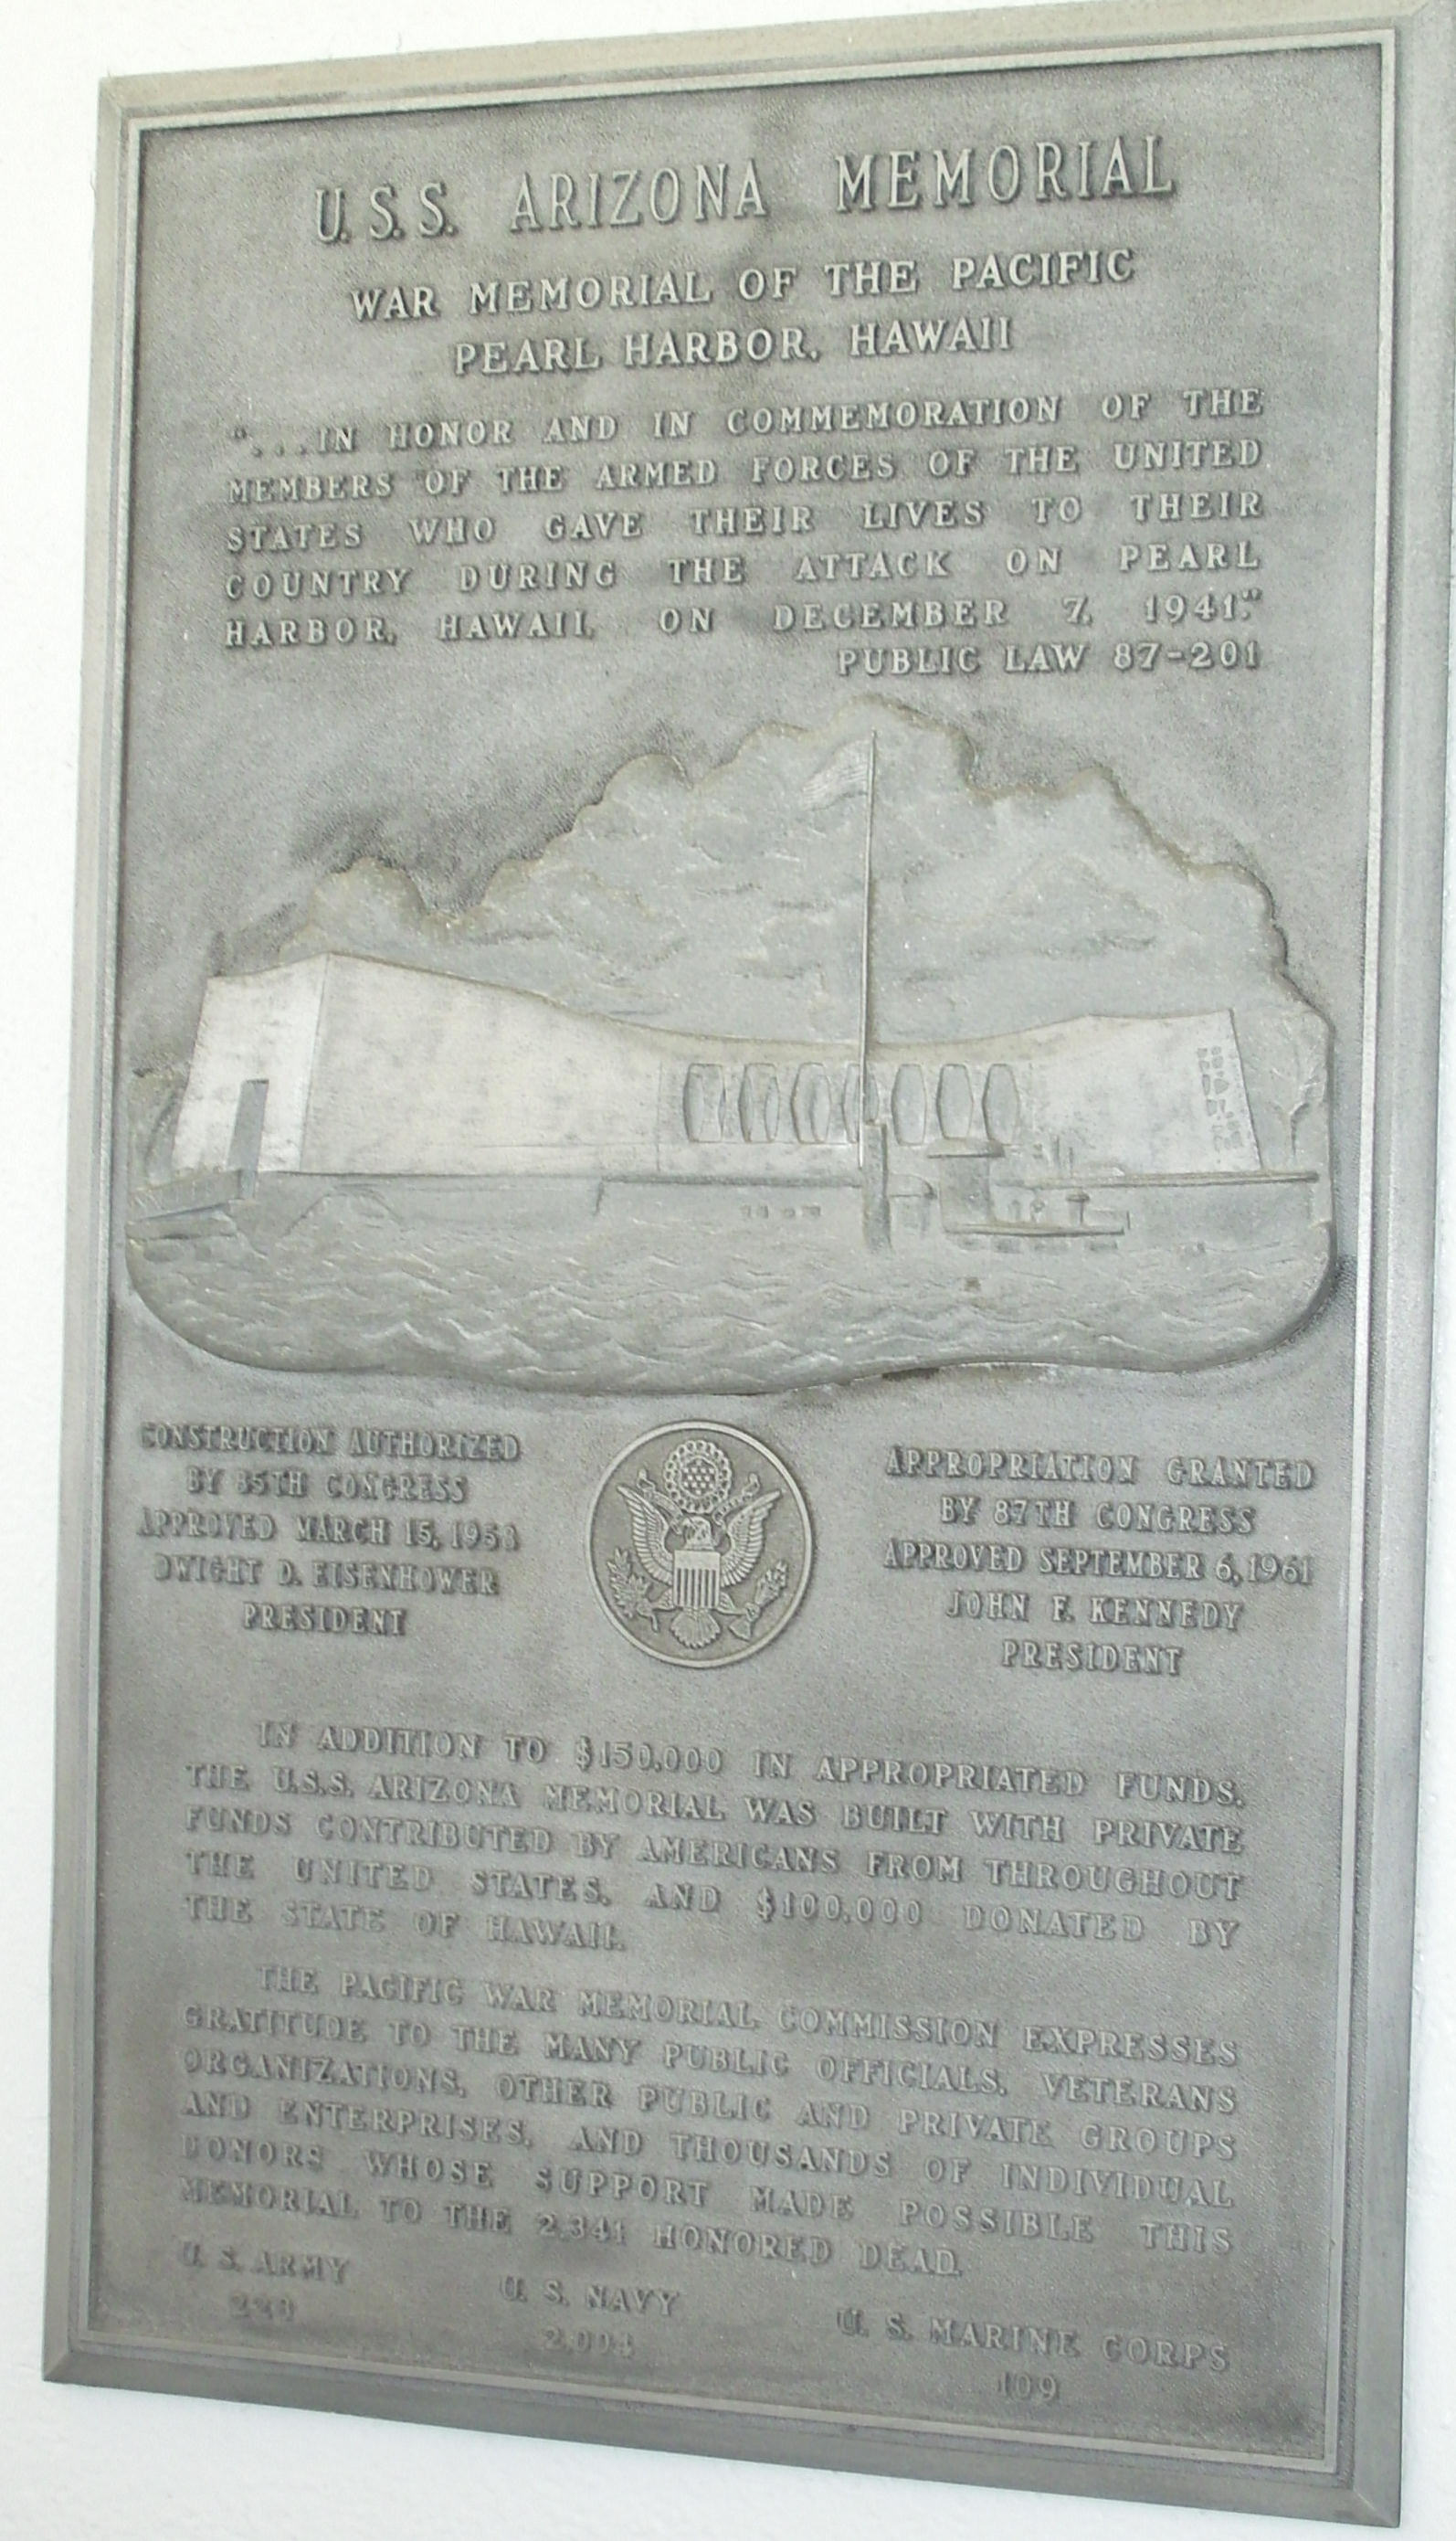 U.S.S. ARIZONA MEMORIAL
WAR MEMORIAL OF THE PACIFIC
PEARL HARBOR, HAWAII
"...IN HONOR AND IN COMMEMORATION OF THE
MEMBERS OF THE ARMED FORCES OF THE UNITED
STATES WHO GAVE THEIR LIVES TO THEIR
COUNTRY DURING THE ATTACK ON PEARL
HARBOR, HAWAII, ON DECEMBER 7, 1941."
PUBLIC LAW 87-201
CONSTRUCTION AUTHORIZED
BY 85TH CONGRESS
APPROVED MARCH 15, 1958
DWIGHT D. EISENHOWER
PRESIDENT
APPROPRIATION GRANTED
BY 87TH CONGRESS
APPROVED SEPTEMBER 6, 1961
JOHN F. KENNEDY
PRESIDENT
IN ADDITION TO $150,000 IN APPROPRIATED FUNDS,
THE U.S.S. ARIZONA MEMORIAL WAS BUILT WITH PRIVATE
FUNDS CONTRIBUTED BY AMERICANS FROM THROUGHOUT
THE UNITED STATES, AND $100,000 DONATED BY
THE STATE OF HAWAII.
THE PACIFIC WAR MEMORIAL COMMISSION EXPRESSES
GRATITUDE TO THE MANY PUBLIC OFFICIALS, VETERANS
ORGANIZATIONS, OTHER PUBLIC AND PRIVATE GROUPS
AND ENTERPRISES, AND THOUSANDS OF INDIVIDUAL
DONORS WHOSE SUPPORT MADE POSSIBLE THIS
MEMORIAL TO THE 2,341 HONORED DEAD.
U. S. ARMY
U. S. NAVY
U. S. MARINE CORPS
109